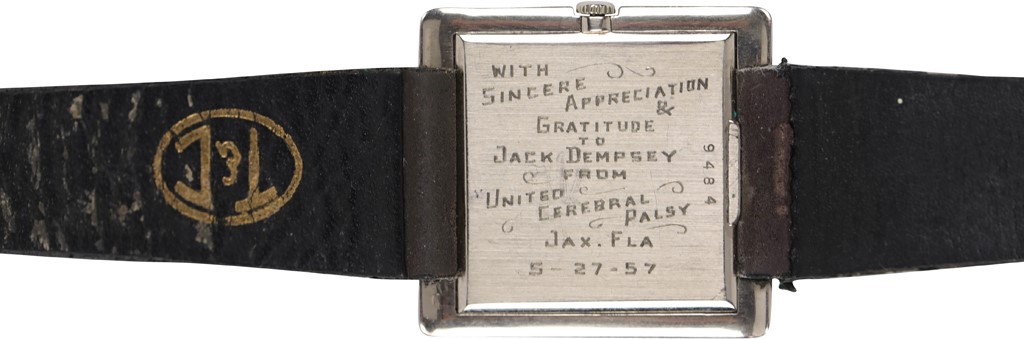 WITH
SINCERE APPRECIATION
&
GRATITUDE
TO
JACK DEMPSEY
FROM
UNITED CEREBRAL PALSY
JAX. FLA
5-27-57
9484